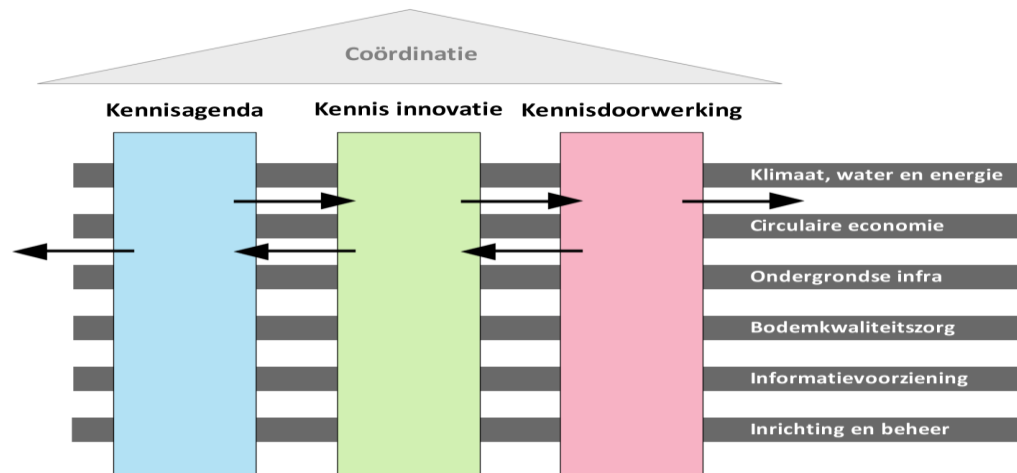 Coördinatie
Kennisagenda
Kennis innovatie
Kennisdoorwerking
Klimaat, water en energie
Circulaire economie
Ondergrondse infra
Bodemkwaliteitszorg
Informatievoorziening
Inrichting en beheer